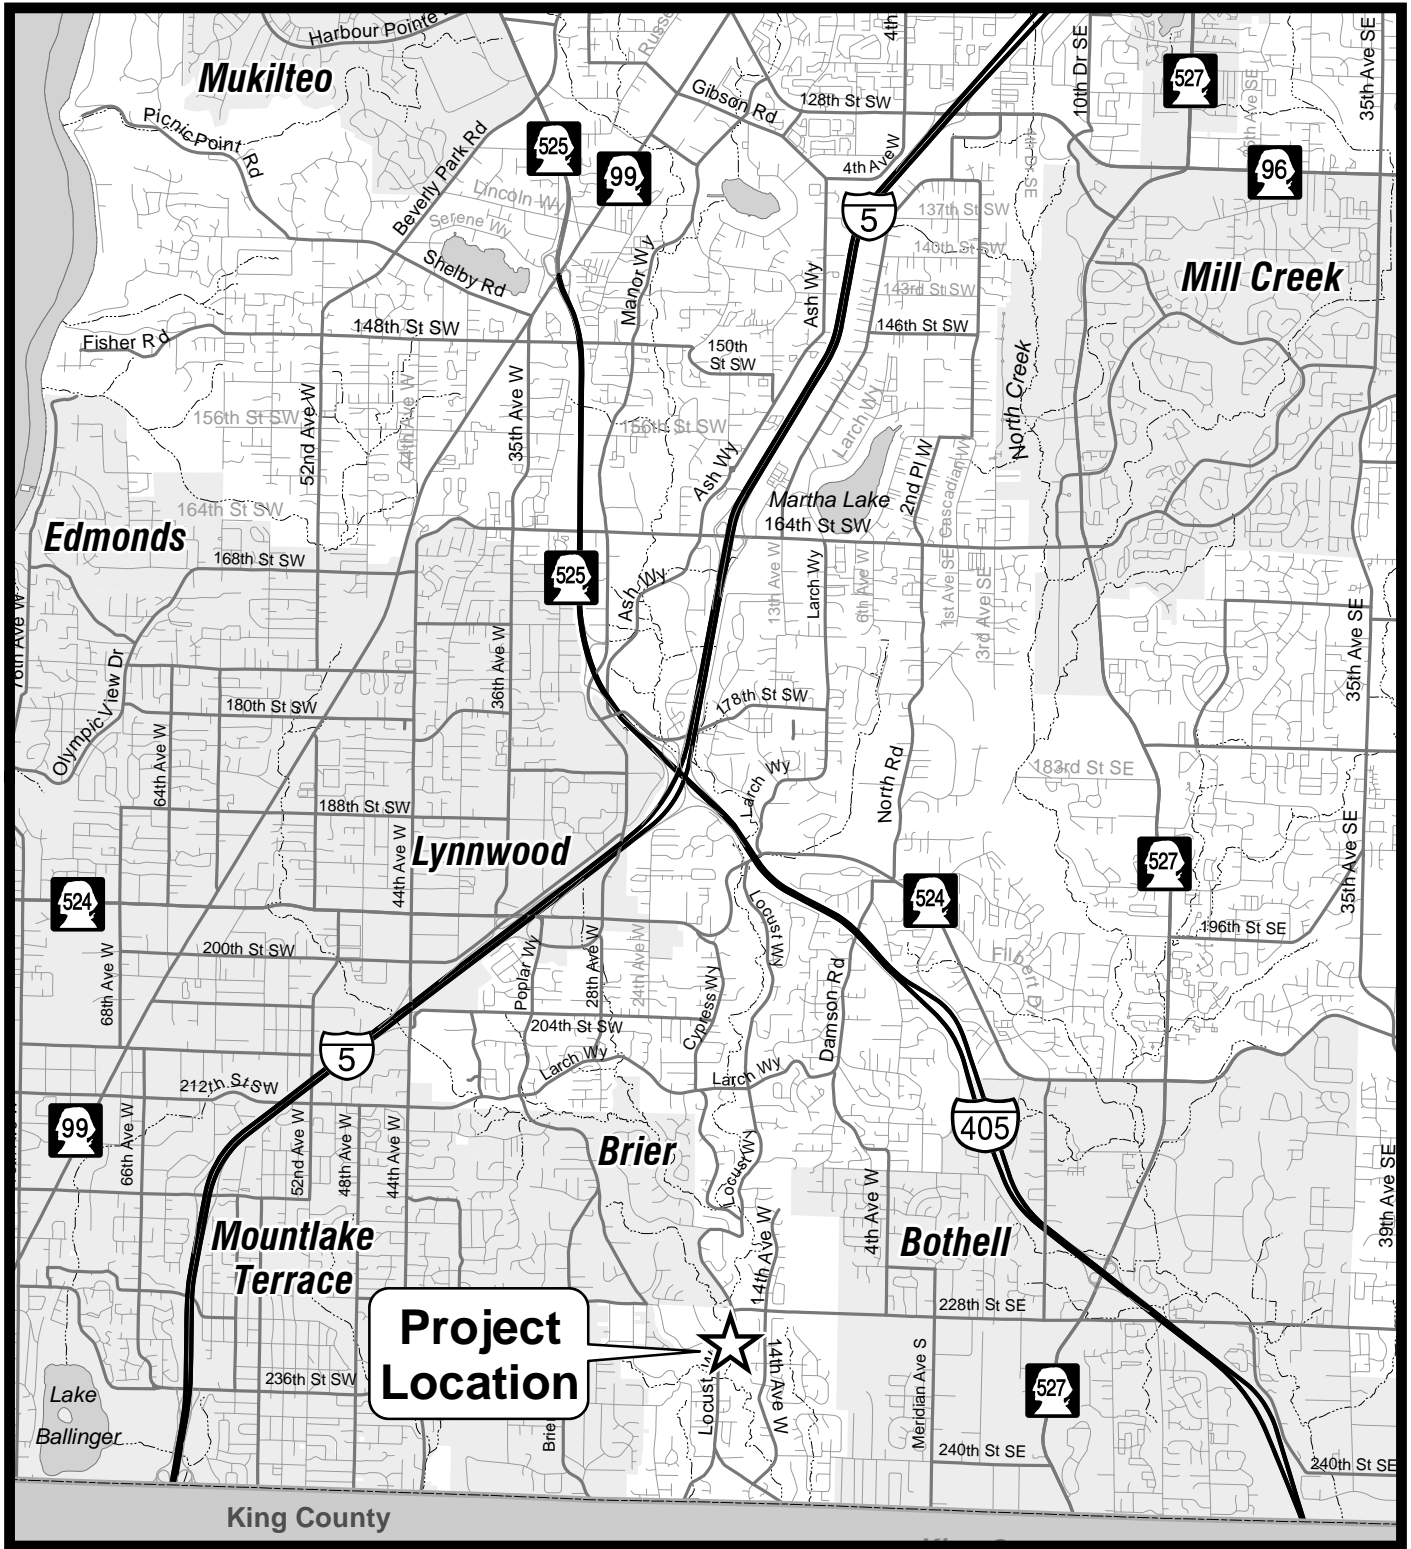 Harbour Pointe
Russe
4th
10th Dr SE
527
35th Ave SE
Mukilteo
Gibson Rd
128th St SW
Picnic Point Rd
Beverly Park Rd
525
99
4th Ave W
4th Dr SE
96
Lincoln Wy
Serene Wy
5
137th St SW
140th St SW
Shelby Rd
Manor Wy
Ash Wy
143rd St SW
Mill Creek
Fisher Rd
148th St SW
146th St SW
150th
St SW
North Creek
156th St SW
52nd Ave W
44th Ave W
35th Ave W
156th St SW
Larch Wy
Ash Wy
2nd Pl W
Cascadian Wy
164th St SW
Martha Lake
164th St SW
Edmonds
168th St SW
525
Ash Wy
13th Ave W
Larch Wy
6th Ave W
1st Ave SE
3rd Ave SE
76th Ave W
35th Ave SE
Olympic View Dr
36th Ave W
180th St SW
178th St SW
64th Ave W
183rd St SE
North Rd
Larch Wy
188th St SW
44th Ave W
Lynnwood
527
35th Ave SE
524
524
Locust Wy
196th St SE
200th St SW
68th Ave W
Poplar Wy
28th Ave W
24th Ave W
Cypress Wy
Damson Rd
Filbert D
204th St SW
5
Larch Wy
Larch Wy
212th St SW
99
66th Ave W
52nd Ave W
48th Ave W
44th Ave W
405
Brier
Locust W
4th Ave W
39th Ave SE
Mountlake
Terrace
14th Ave W
Bothell
228th St SE
Project
Location
Lake
Ballinger
236th St SW
Brier
Locust W
14th Ave W
Meridian Ave S
527
240th St SE
240th St SE
King County